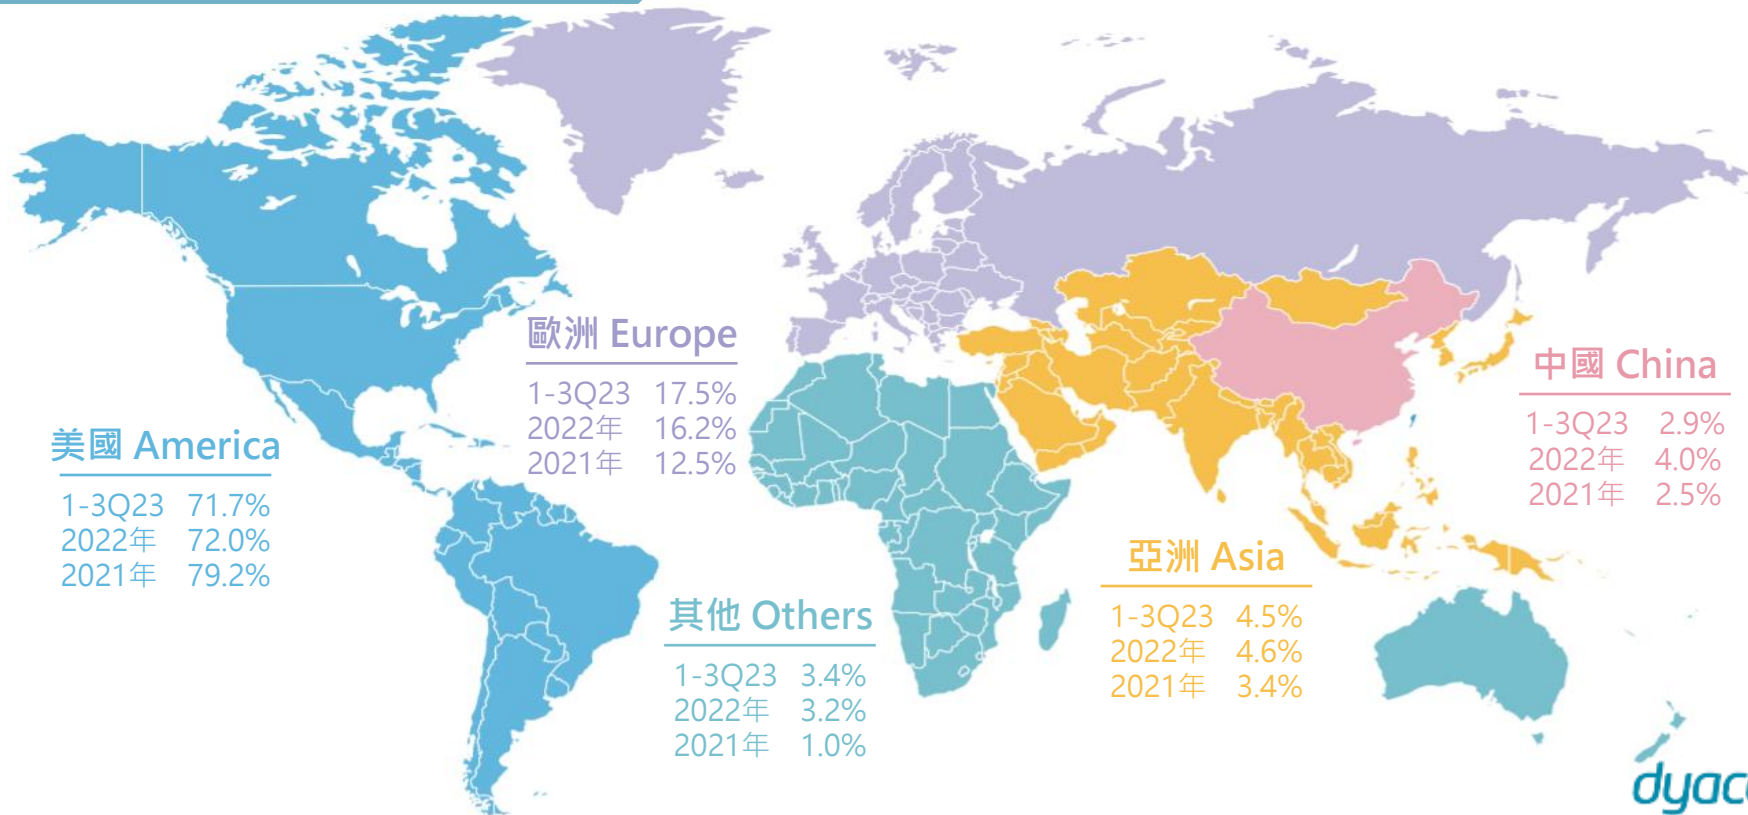 歐洲 Europe
1-3Q23 17.5%
2022年 16.2%
2021年 12.5%
中國 China
1-3Q23 2.9%
2022年 4.0%
2021年 2.5%
美國 America
1-3Q23 71.7%
2022年 72.0%
2021年 79.2%
亞洲 Asia
1-3Q23 4.5%
2022年 4.6%
2021年 3.4%
其他 Others
1-3Q23 3.4%
2022年 3.2%
2021年 1.0%